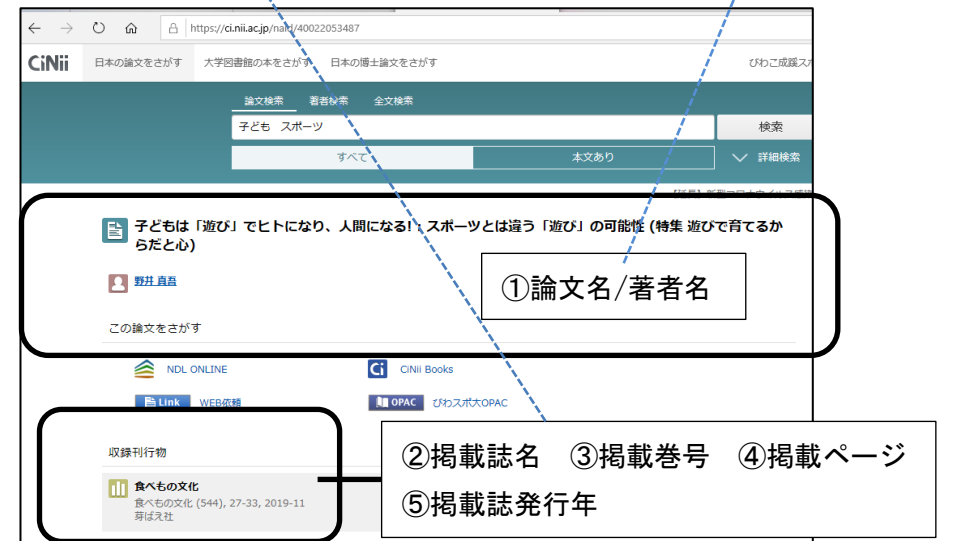 https://ci.nii.ac.jp/naid/40022053487
CiNii 日本の論文をさがす 大学図書館の本をさがす 日本の博士論文をさがす びわこ成蹊スポ
論文検索 著者検索 全文検索
子ども スポーツ 検索
すべて 本文あり 詳細検索
子どもは「遊び」でヒトになり、人間になる! : スポーツとは違う「遊び」の可能性 (特集 遊びで育てるか
らだと心)
野井 真吾
①論文名/著者名
この論文をさがす
NDL ONLINE Ci CiNii Books
Link WEB依頼 OPAC びわスポ大OPAC
収録刊行物
②掲載誌名 ③掲載巻号 ④掲載ページ
⑤掲載誌発行年
食べもの文化
食べもの文化 (544), 27-33, 2019-11
芽ばえ社